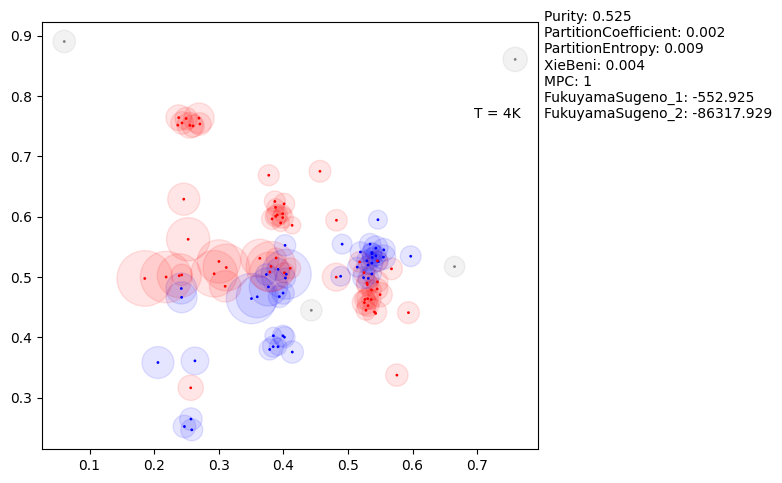 Purity: 0.525
PartitionCoefficient: 0.002
PartitionEntropy: 0.009
XieBeni: 0.004
MPC: 1
FukuyamaSugeno_1: -552.925
FukuyamaSugeno_2: -86317.929
T = 4K
0.9
0.8
0.7
0.6
0.5
0.4
0.3
0.1 0.2 0.3 0.4 0.5 0.6 0.7